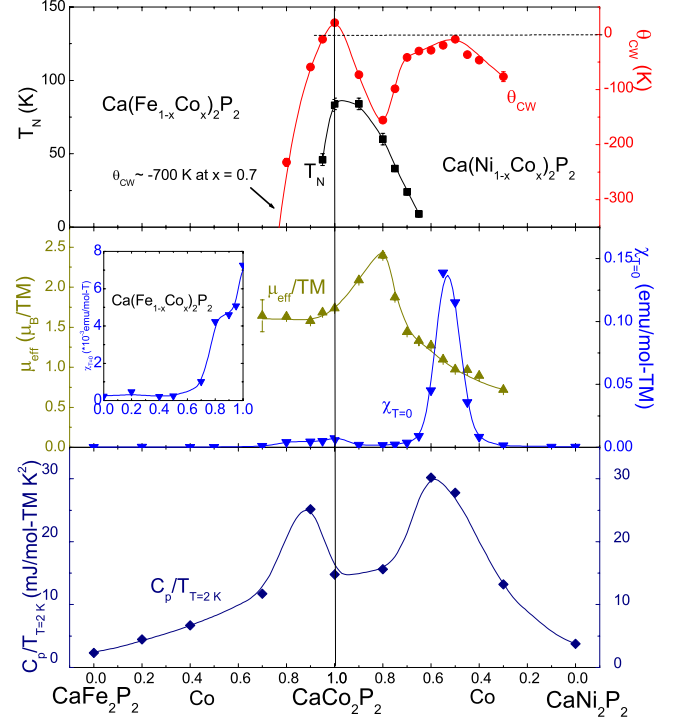 150
100
50
0
T_N (K)
Ca(Fe_{1-x}Co_x)_2P_2
θ_CW ~ -700 K at x = 0.7
T_N
Ca(Ni_{1-x}Co_x)_2P_2
θ_CW
0
-100
-200
-300
θ_CW (K)
2.5
2.0
1.5
1.0
0.5
0.0
μ_eff (μ_B/TM)
8
6
4
2
0
χ_{T=0} (*10^{-3}emu/mol-T)
Ca(Fe_{1-x}Co_x)_2P_2
0.0 0.2 0.4 0.6 0.8 1.0
μ_eff/TM
χ_{T=0}
0.15
0.10
0.05
0.00
χ_{T=0} (emu/mol-TM)
30
20
10
0
C_p/T_{T=2 K} (mJ/mol-TM K^2)
C_p/T_{T=2 K}
30
20
10
0
0.0 0.2 0.4 0.6 0.8 1.0 0.8 0.6 0.4 0.2 0.0
CaFe_2P_2 Co CaCo_2P_2 Co CaNi_2P_2